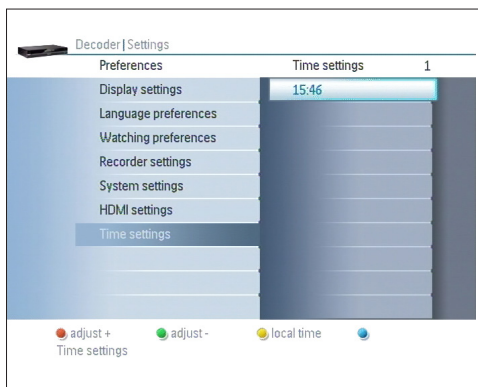 Decoder | Settings
Preferences
Time settings 1
Display settings
15:46
Language preferences
Watching preferences
Recorder settings
System settings
HDMI settings
Time settings
adjust + adjust - local time
Time settings